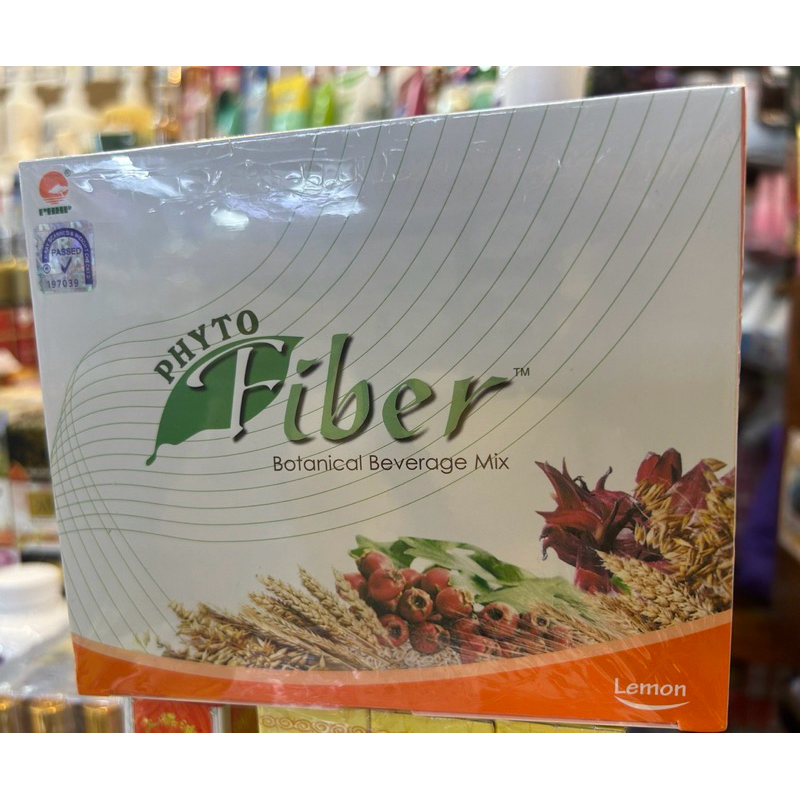 PASSED
197039
PHYTO
Fiber™
Botanical Beverage Mix
Lemon